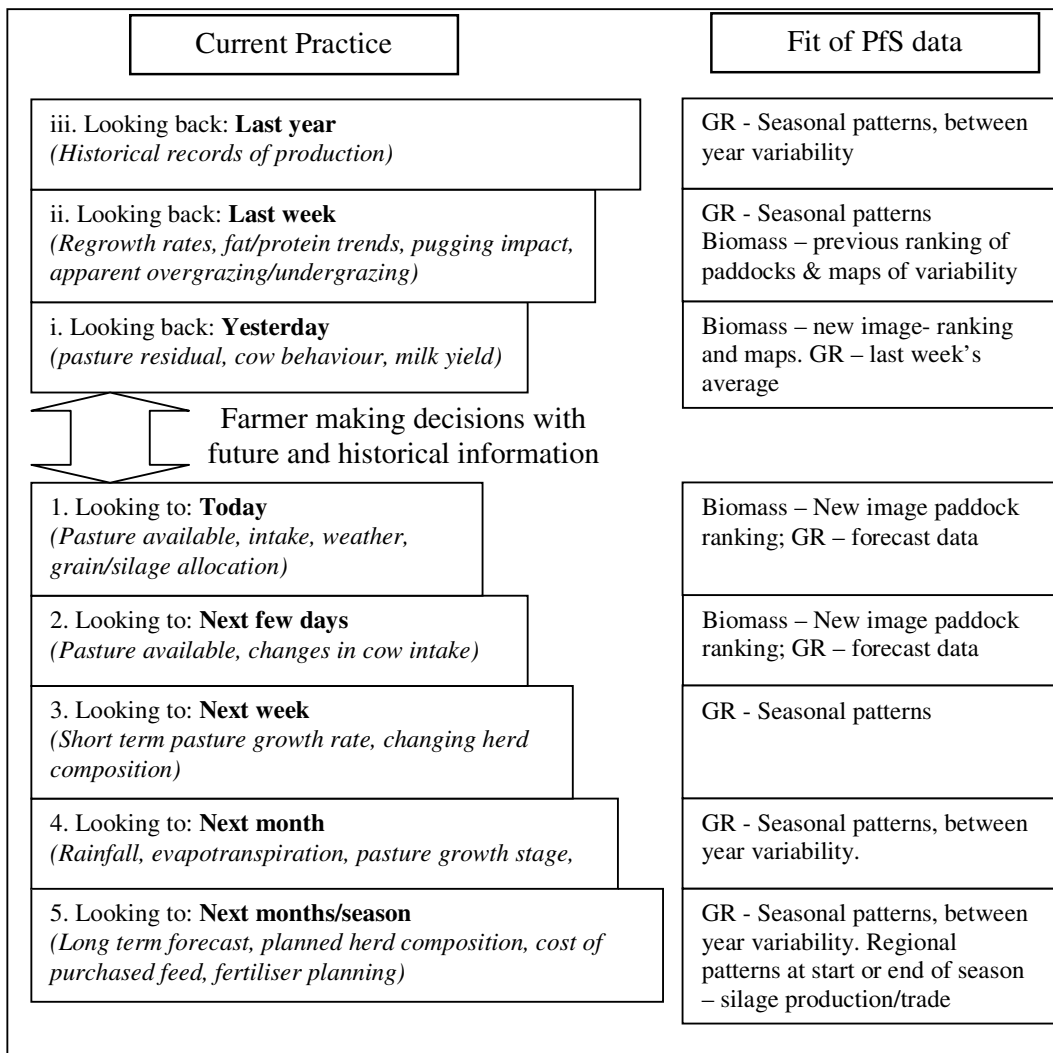 Current Practice
Fit of PfS data
iii. Looking back: Last year
(Historical records of production)
GR - Seasonal patterns, between
year variability
ii. Looking back: Last week
(Regrowth rates, fat/protein trends, pugging impact,
apparent overgrazing/undergrazing)
GR - Seasonal patterns
Biomass – previous ranking of
paddocks & maps of variability
i. Looking back: Yesterday
(pasture residual, cow behaviour, milk yield)
Biomass – new image- ranking
and maps. GR – last week's
average
Farmer making decisions with
future and historical information
1. Looking to: Today
(Pasture available, intake, weather,
grain/silage allocation)
Biomass – New image paddock
ranking; GR – forecast data
2. Looking to: Next few days
(Pasture available, changes in cow intake)
Biomass – New image paddock
ranking; GR – forecast data
3. Looking to: Next week
(Short term pasture growth rate, changing herd
composition)
GR - Seasonal patterns
4. Looking to: Next month
(Rainfall, evapotranspiration, pasture growth stage,
GR - Seasonal patterns, between
year variability.
5. Looking to: Next months/season
(Long term forecast, planned herd composition, cost of
purchased feed, fertiliser planning)
GR - Seasonal patterns, between
year variability. Regional
patterns at start or end of season
– silage production/trade